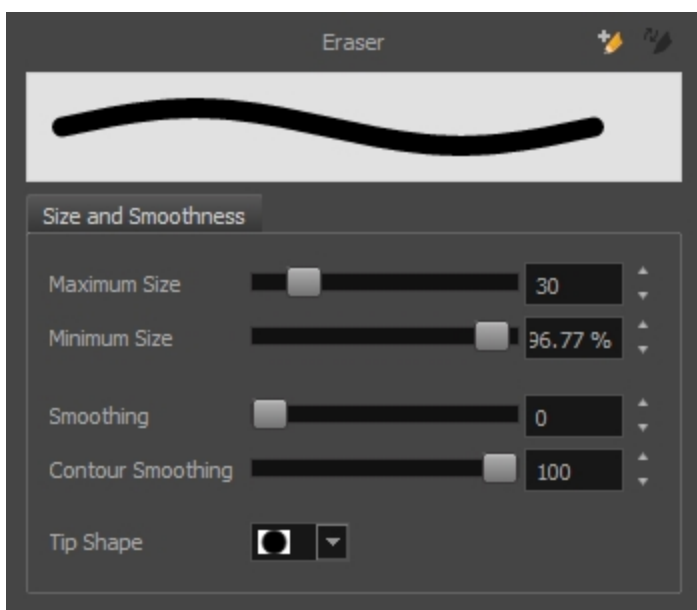 Eraser
Size and Smoothness
Maximum Size 30
Minimum Size 96.77 %
Smoothing 0
Contour Smoothing 100
Tip Shape